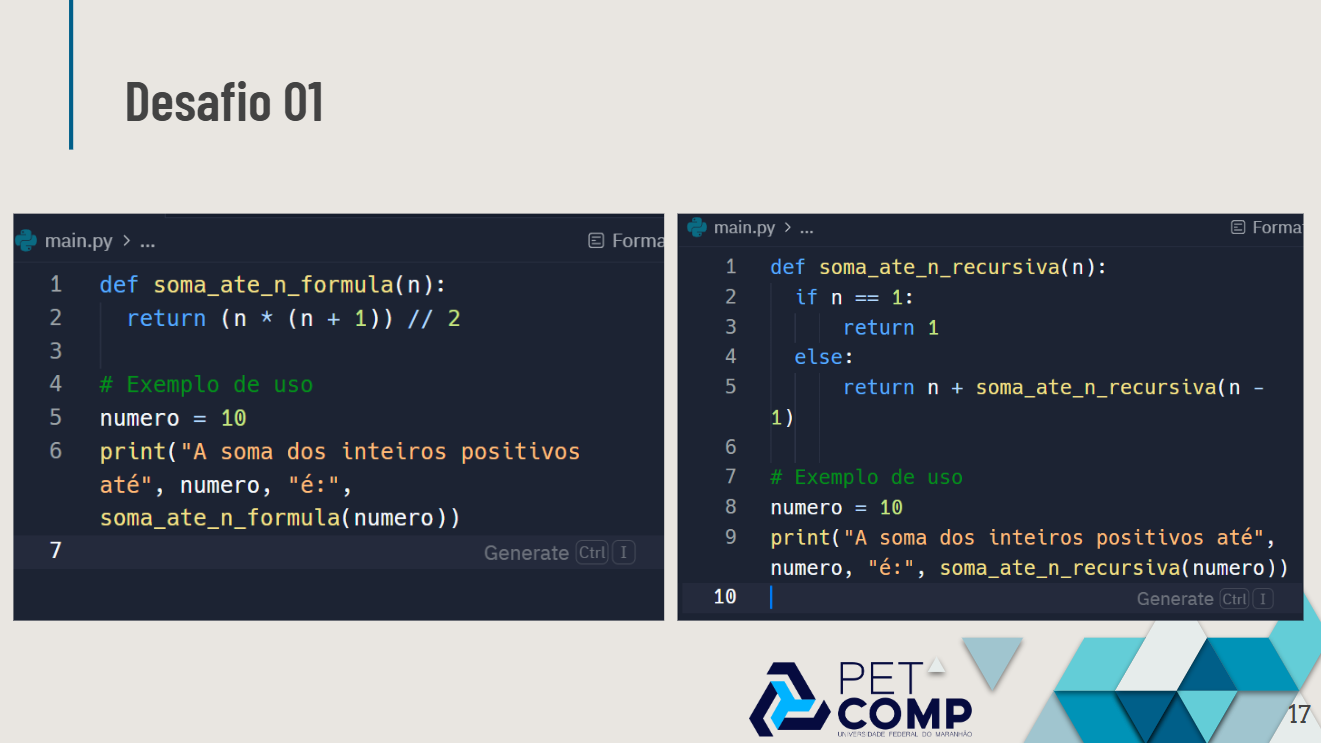 Desafio 01
main.py > ...
Forma
1 def soma_ate_n_formula(n):
2 return (n * (n + 1)) // 2
3
4 # Exemplo de uso
5 numero = 10
6 print("A soma dos inteiros positivos
até", numero, "é:",
soma_ate_n_formula(numero))
7 Generate Ctrl I
main.py > ...
Forma
1 def soma_ate_n_recursiva(n):
2 if n == 1:
3 return 1
4 else:
5 return n + soma_ate_n_recursiva(n -
1)
6
7 # Exemplo de uso
8 numero = 10
9 print("A soma dos inteiros positivos até",
numero, "é:", soma_ate_n_recursiva(numero))
10 Generate Ctrl I
PET
COMP
UNIVERSIDADE FEDERAL DO MARANHÃO
17